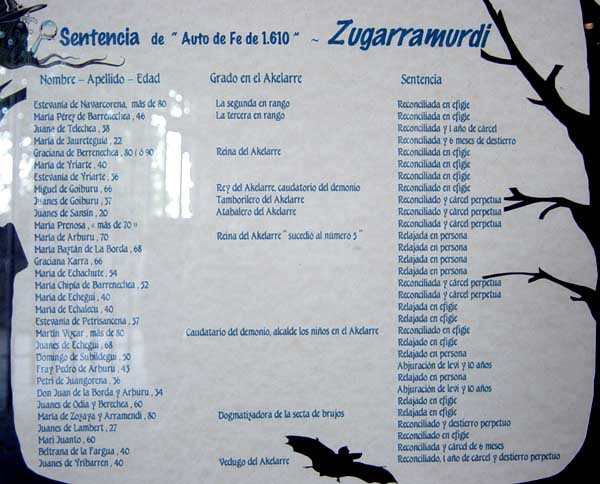 Sentencia de " Auto de Fe de 1.610 " ~ Zugarramurdi
Nombre – Apellido – Edad Grado en el Akelarre Sentencia
Estevanía de Navarcorena, más de 80 La segunda en rango Reconciliada en efigie
María Pérez de Barrenechea , 46 La tercera en rango Reconciliada en efigie
Juana de Telechea , 38 Reconciliada y 1 año de cárcel
María de Jaureteguia , 22 Reconciliada y 6 meses de destierro
Graciana de Berrenechea , 80 ( ó 90 Reina del Akelarre Reconciliada en efigie
María de Yriarte , 40 Reconciliada en efigie
Estevanía de Yriarte , 36 Reconciliada en efigie
Miguel de Goiburu , 66 Rey del Akelarre, caudatorio del demonio Reconciliado en efigie
Juanes de Goiburu , 37 Tamborilero del Akelarre Reconciliado y cárcel perpetua
Juanes de Sansín , 20 Atabalero del Akelarre Reconciliado y cárcel perpetua
María Prenosa , « más de 70 » Relajada en persona
María de Arburu , 70 Reina del Akelarre " sucedió al número 5 " Relajada en persona
María Baytán de La Borda , 68 Relajada en persona
Graciana Xarra , 66 Relajada en persona
María de Echachute , 54 Relajada en efigie
María Chipía de Barrenechea , 52 Reconciliada y cárcel perpetua
María de Echegui , 40 Reconciliada y cárcel perpetua
María de Echalecu , 40 Relajada en efigie
Estevanía de Petrisancena , 37 Reconciliada en efigie
Martín Vizcar , más de 80 Caudatario del demonio, alcalde los niños en el Akelarre Reconciliado en efigie
Juanes de Echegui , 68 Relajado en efigie
Domingo de Subildegui , 50 Relajado en persona
Fray Pedro de Arburu , 43 Abjuración de levi y 10 años
Petri de Juangorena , 36 Relajado en persona
Don Juan de la Borda y Arburu , 34 Abjuración de levi y 10 años
Juanes de Odia y Berechea , 60 Relajado en efigie
María de Zozaya y Arramendi , 80 Dogmatizadora de la secta de brujos Relajada en efigie
Juanes de Lambert , 27 Reconciliado y destierro perpetuo
Mari Juanto , 60 Reconciliada en efigie
Beltrana de la Fargua , 40 Reconciliada y cárcel de 6 meses
Juanes de Yribarren , 40 Vedugo del Akelarre Reconciliado, 1 año de cárcel y destierro perpetuo